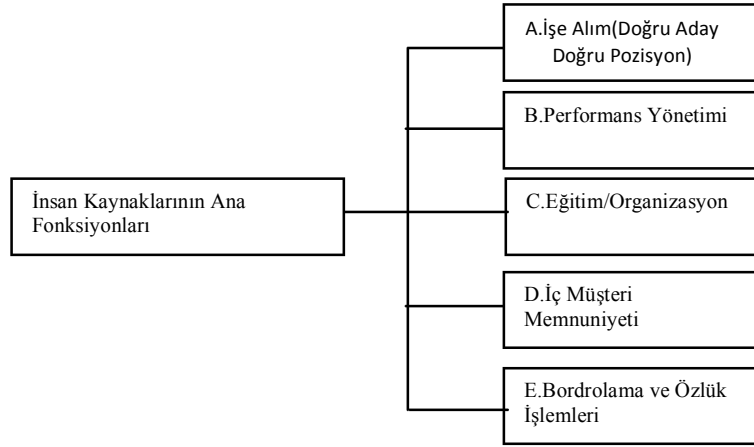 A.İşe Alım(Doğru Aday
Doğru Pozisyon)
B.Performans Yönetimi
İnsan Kaynaklarının Ana
Fonksiyonları
C.Eğitim/Organizasyon
D.İç Müşteri
Memnuniyeti
E.Bordrolama ve Özlük
İşlemleri